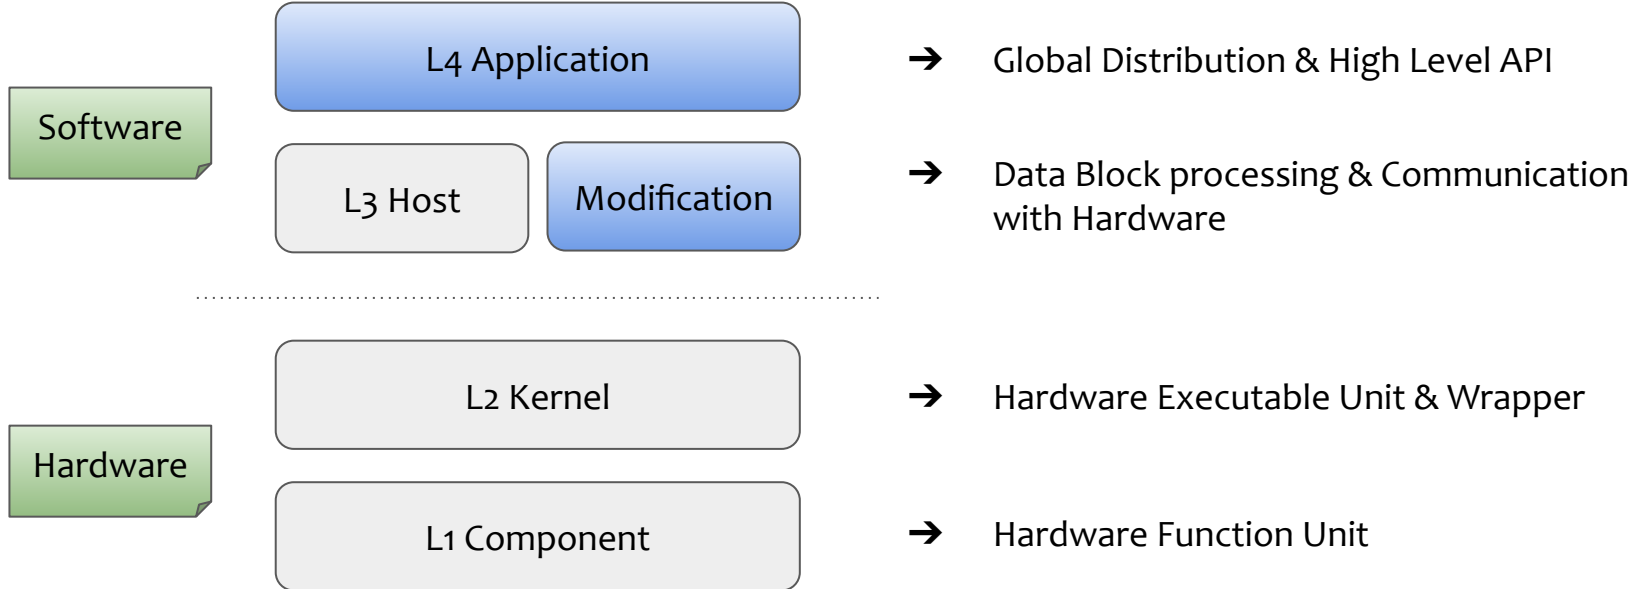 L4 Application
Global Distribution & High Level API
Software
L3 Host
Modification
Data Block processing & Communication
with Hardware
L2 Kernel
Hardware Executable Unit & Wrapper
Hardware
L1 Component
Hardware Function Unit